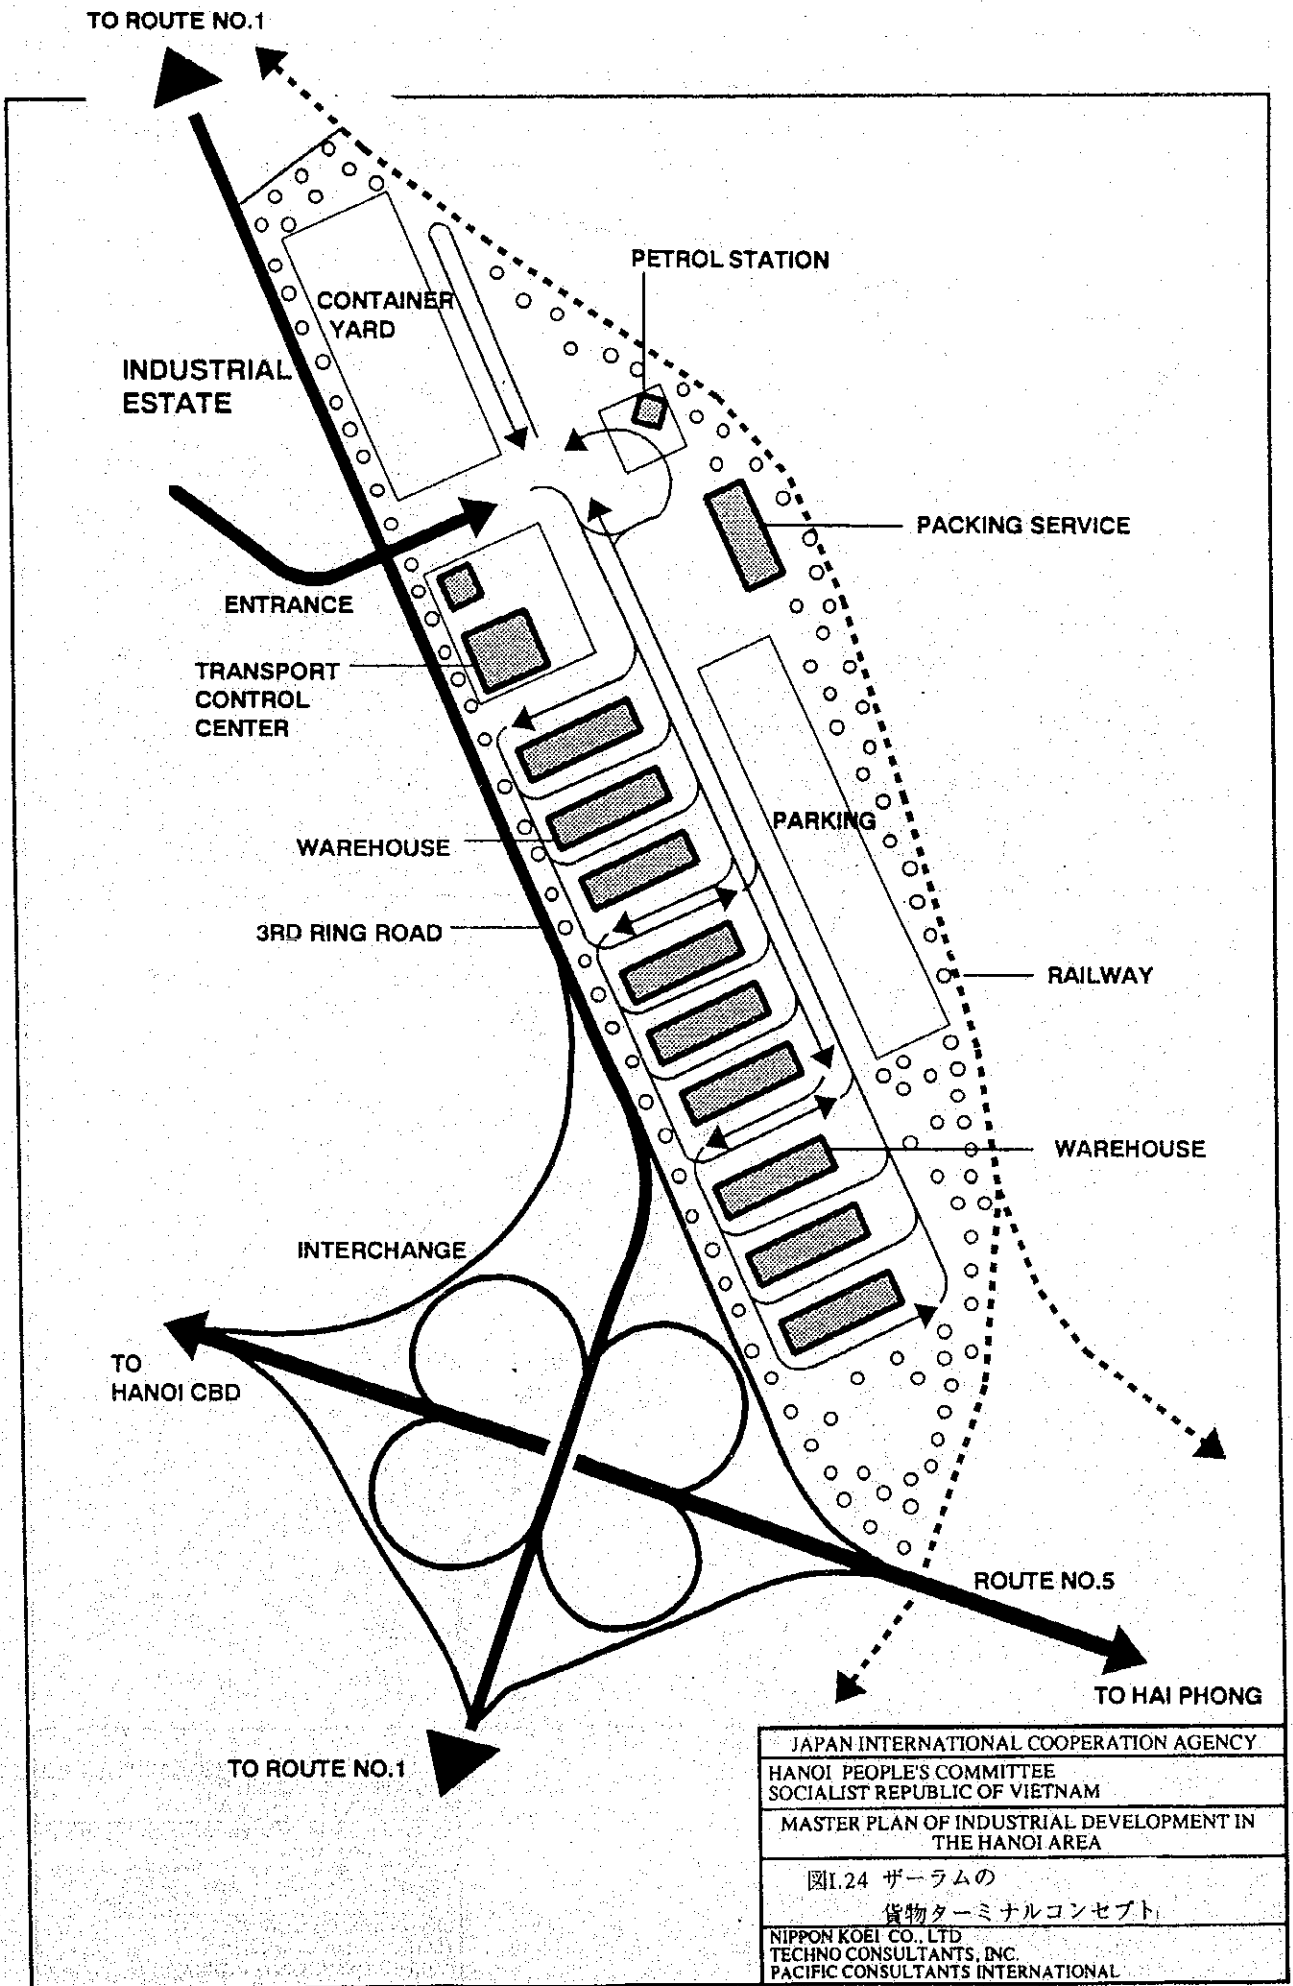 TO ROUTE NO.1
PETROL STATION
CONTAINER
YARD
INDUSTRIAL
ESTATE
PACKING SERVICE
ENTRANCE
TRANSPORT
CONTROL
CENTER
PARKING
WAREHOUSE
3RD RING ROAD
RAILWAY
WAREHOUSE
INTERCHANGE
TO
HANOI CBD
ROUTE NO.5
TO HAI PHONG
TO ROUTE NO.1
JAPAN INTERNATIONAL COOPERATION AGENCY
HANOI PEOPLE'S COMMITTEE
SOCIALIST REPUBLIC OF VIETNAM
MASTER PLAN OF INDUSTRIAL DEVELOPMENT IN
THE HANOI AREA
図I.24 ザーラムの
貨物ターミナルコンセプト
NIPPON KOEI CO., LTD
TECHNO CONSULTANTS, INC.
PACIFIC CONSULTANTS INTERNATIONAL